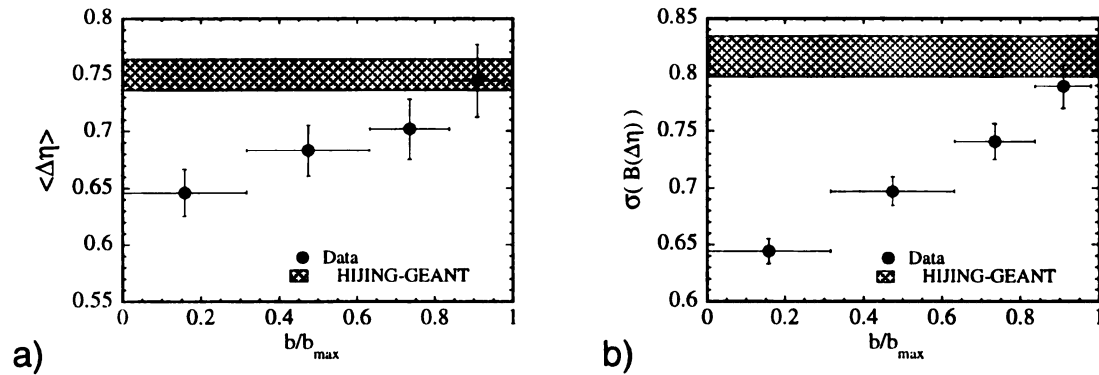 0.8
0.75
0.7
0.65
0.6
0.55
<Δη>
Data
HIJING-GEANT
0 0.2 0.4 0.6 0.8 1
b/b_max
a)
0.85
0.8
0.75
0.7
0.65
0.6
σ( B(Δη) )
Data
HIJING-GEANT
0 0.2 0.4 0.6 0.8 1
b/b_max
b)